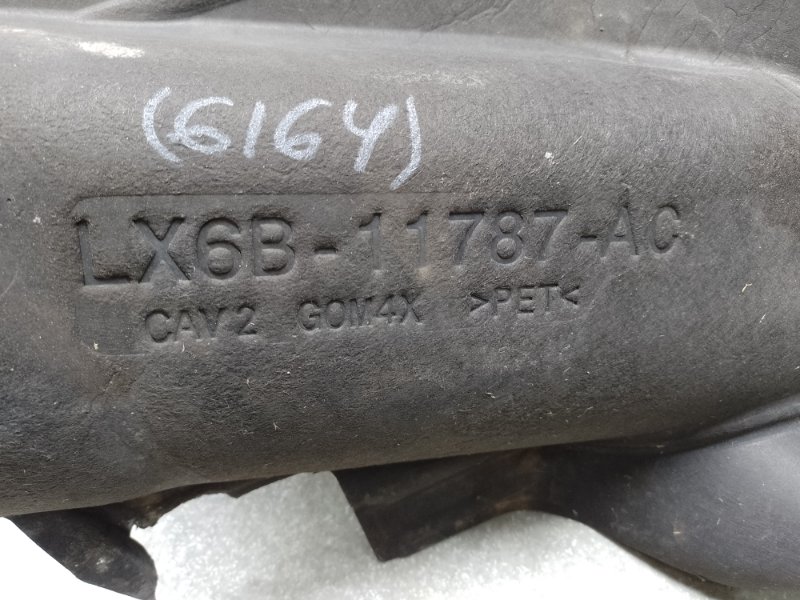 (6164)
LX6B-11787-AC
CAV2 GOM4X >PET<